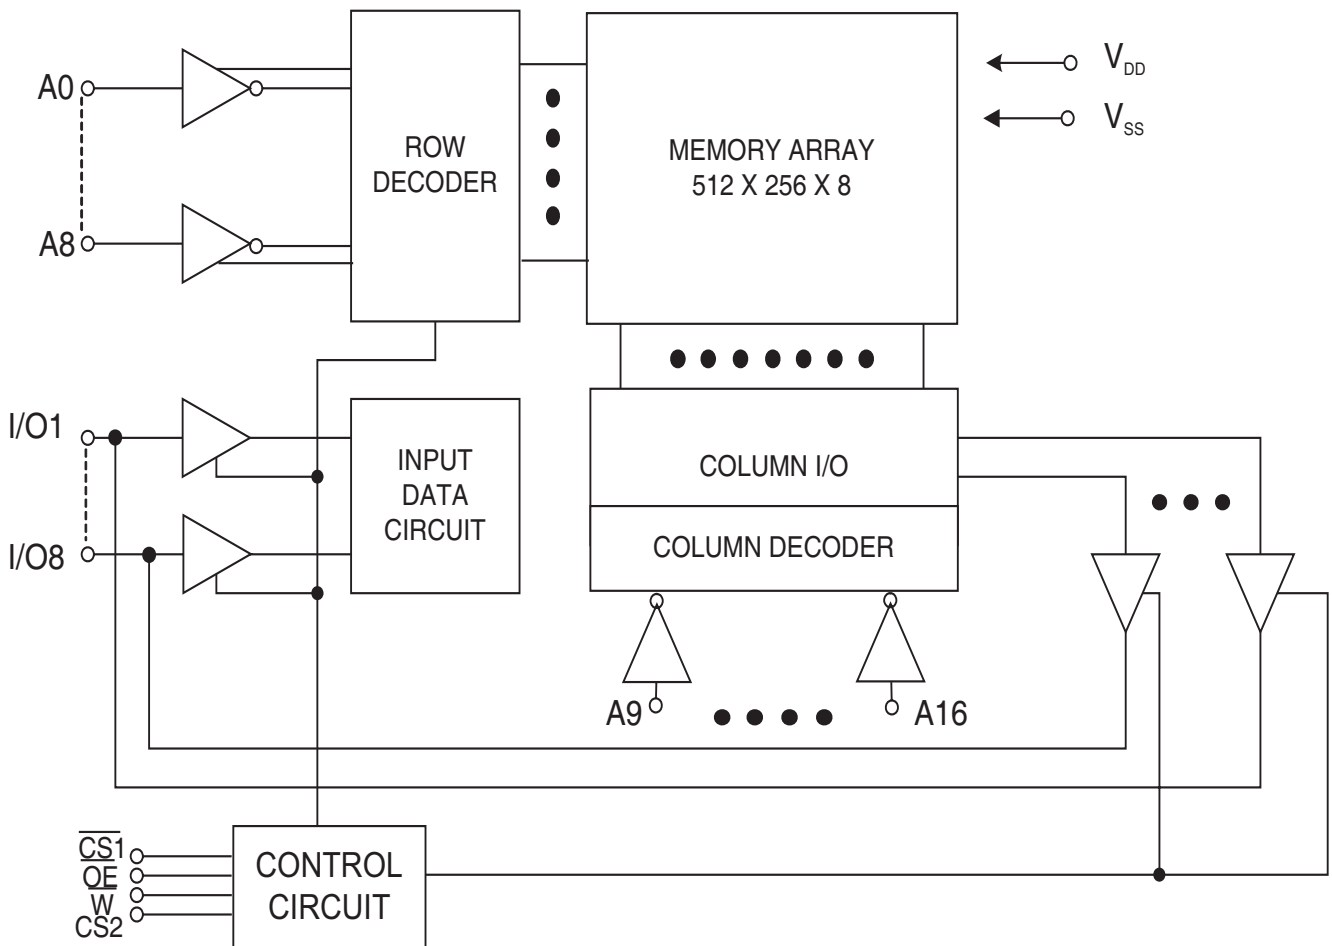 A0
A8
ROW
DECODER
MEMORY ARRAY
512 X 256 X 8
VDD
VSS
I/O1
I/O8
INPUT
DATA
CIRCUIT
COLUMN I/O
COLUMN DECODER
A9
A16
CS1
OE
W
CS2
CONTROL
CIRCUIT